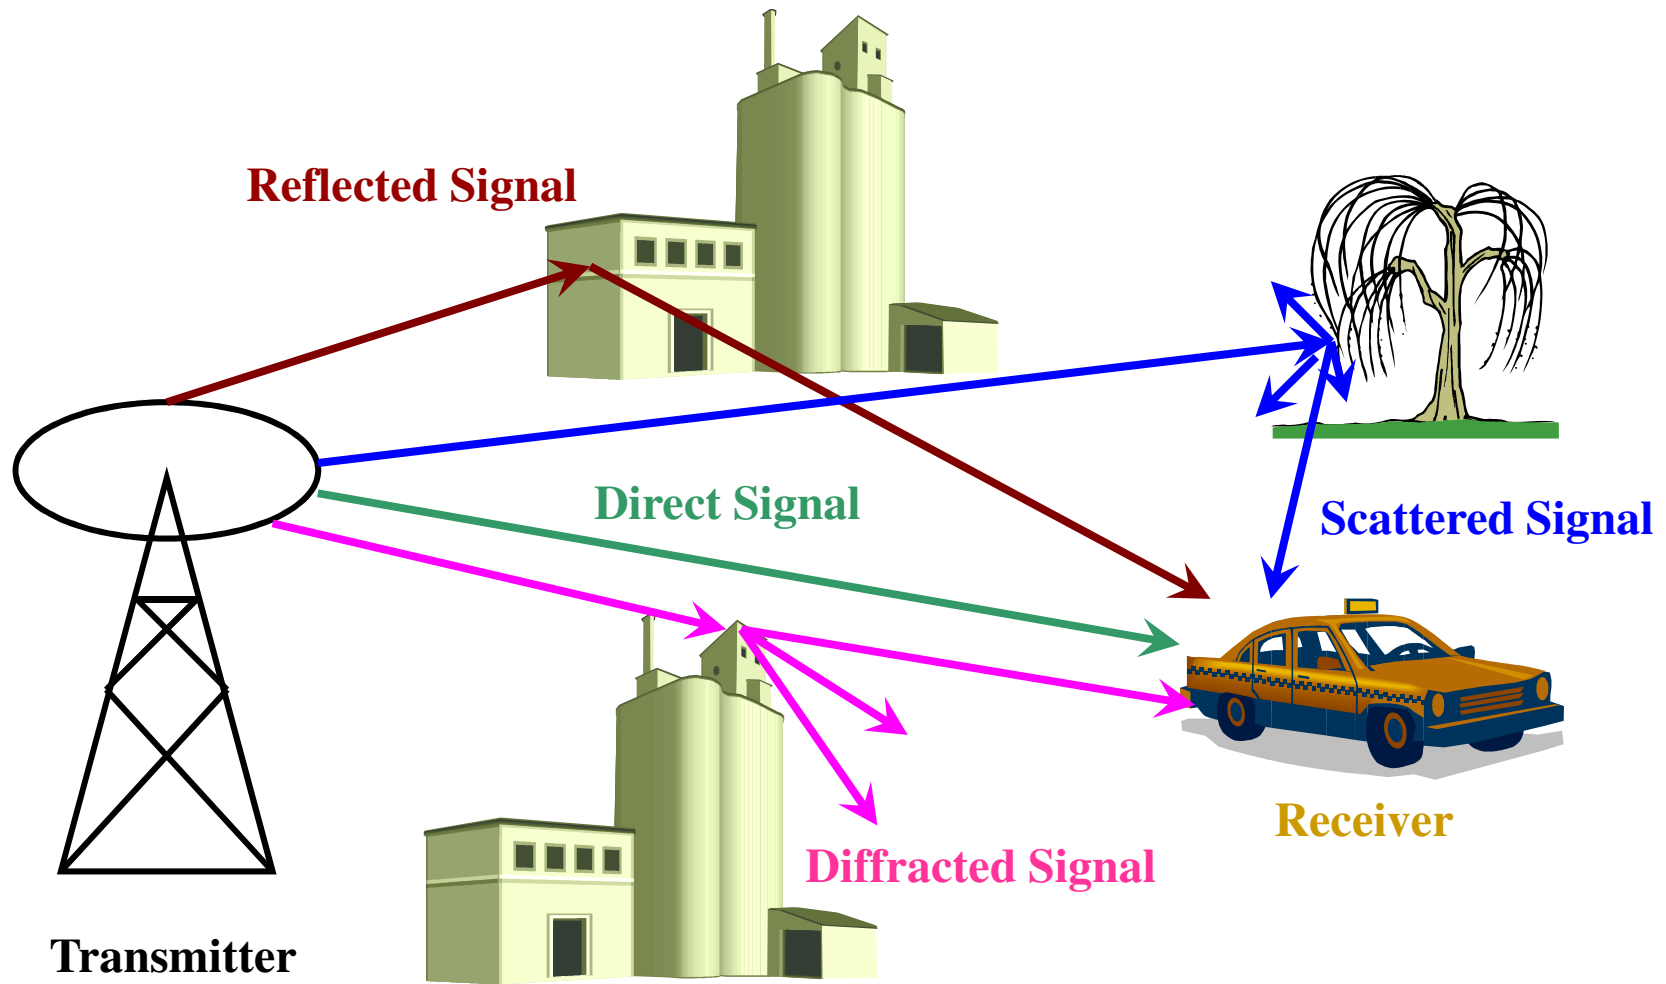 Reflected Signal
Direct Signal
Scattered Signal
Receiver
Diffracted Signal
Transmitter